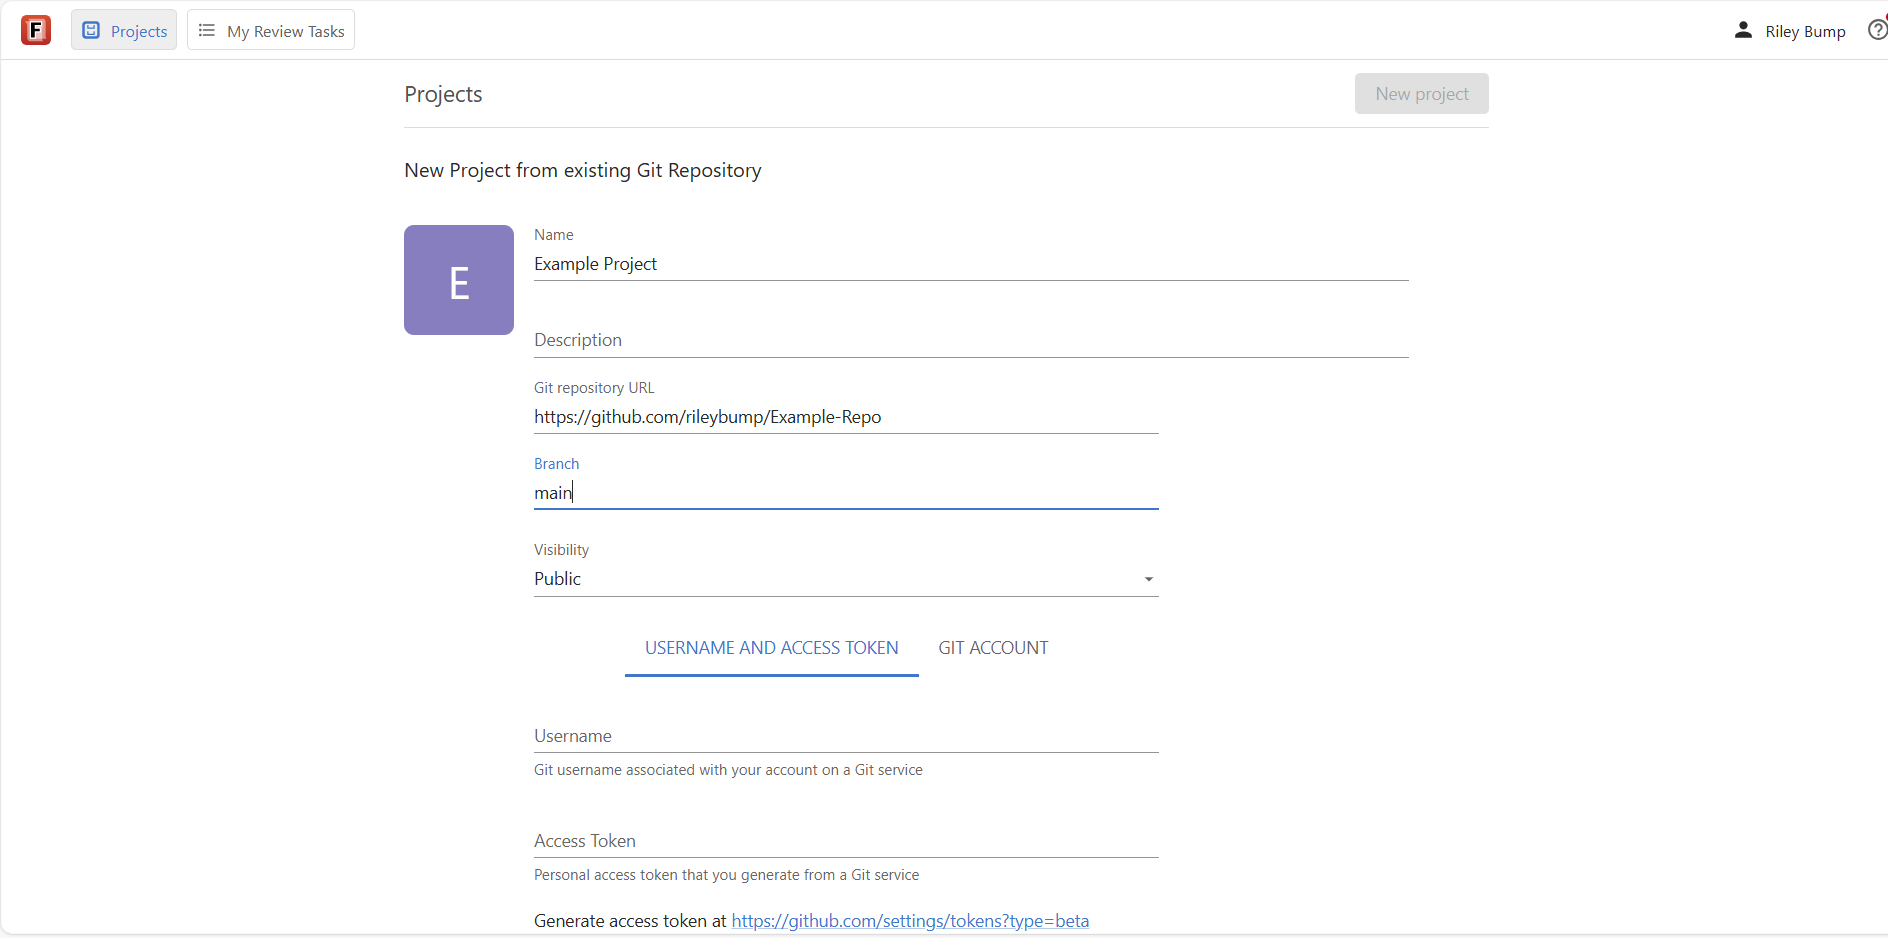 F
Projects
My Review Tasks
Riley Bump
Projects
New project
New Project from existing Git Repository
E
Name
Example Project
Description
Git repository URL
https://github.com/rileybump/Example-Repo
Branch
main
Visibility
Public
USERNAME AND ACCESS TOKEN
GIT ACCOUNT
Username
Git username associated with your account on a Git service
Access Token
Personal access token that you generate from a Git service
Generate access token at https://github.com/settings/tokens?type=beta